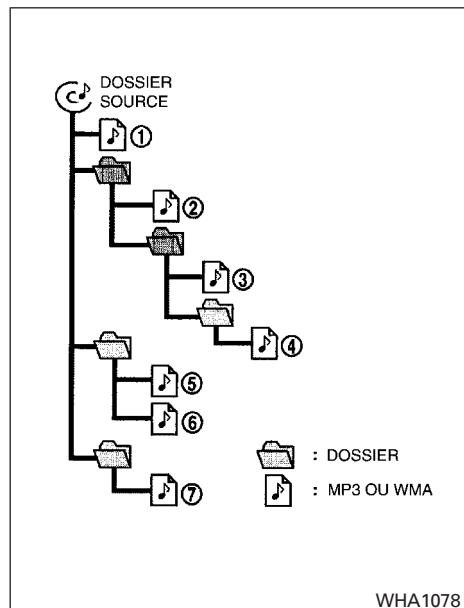 DOSSIER
SOURCE
①
②
③
④
⑤
⑥
⑦
: DOSSIER
: MP3 OU WMA
WHA1078